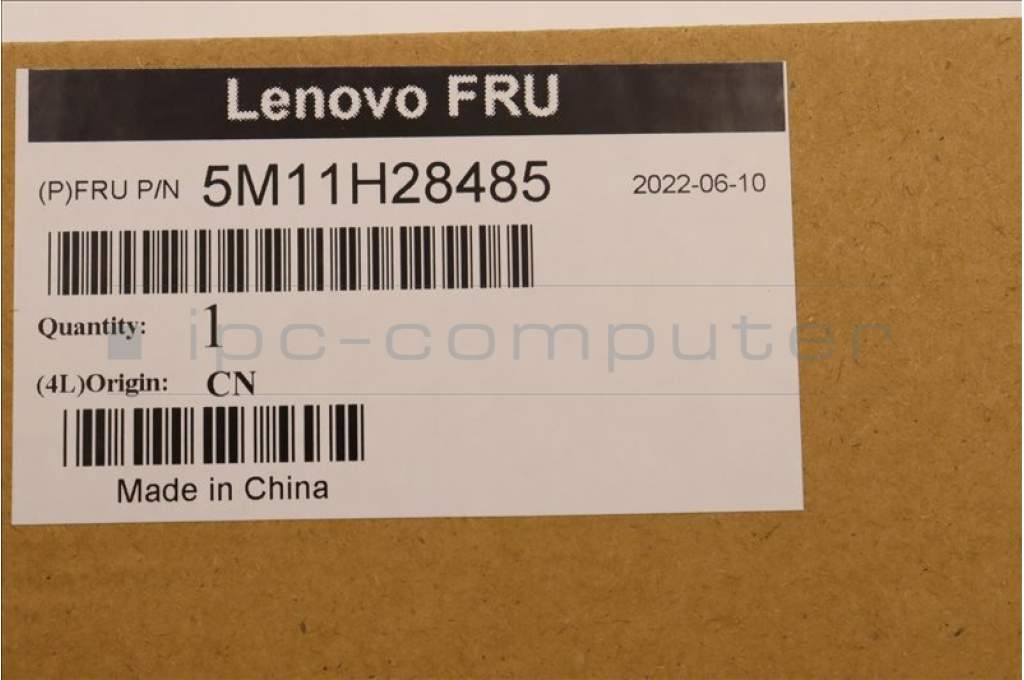 Lenovo FRU
(P)FRU P/N 5M11H28485 2022-06-10
Quantity: 1
ipc-computer
(4L)Origin: CN
Made in China